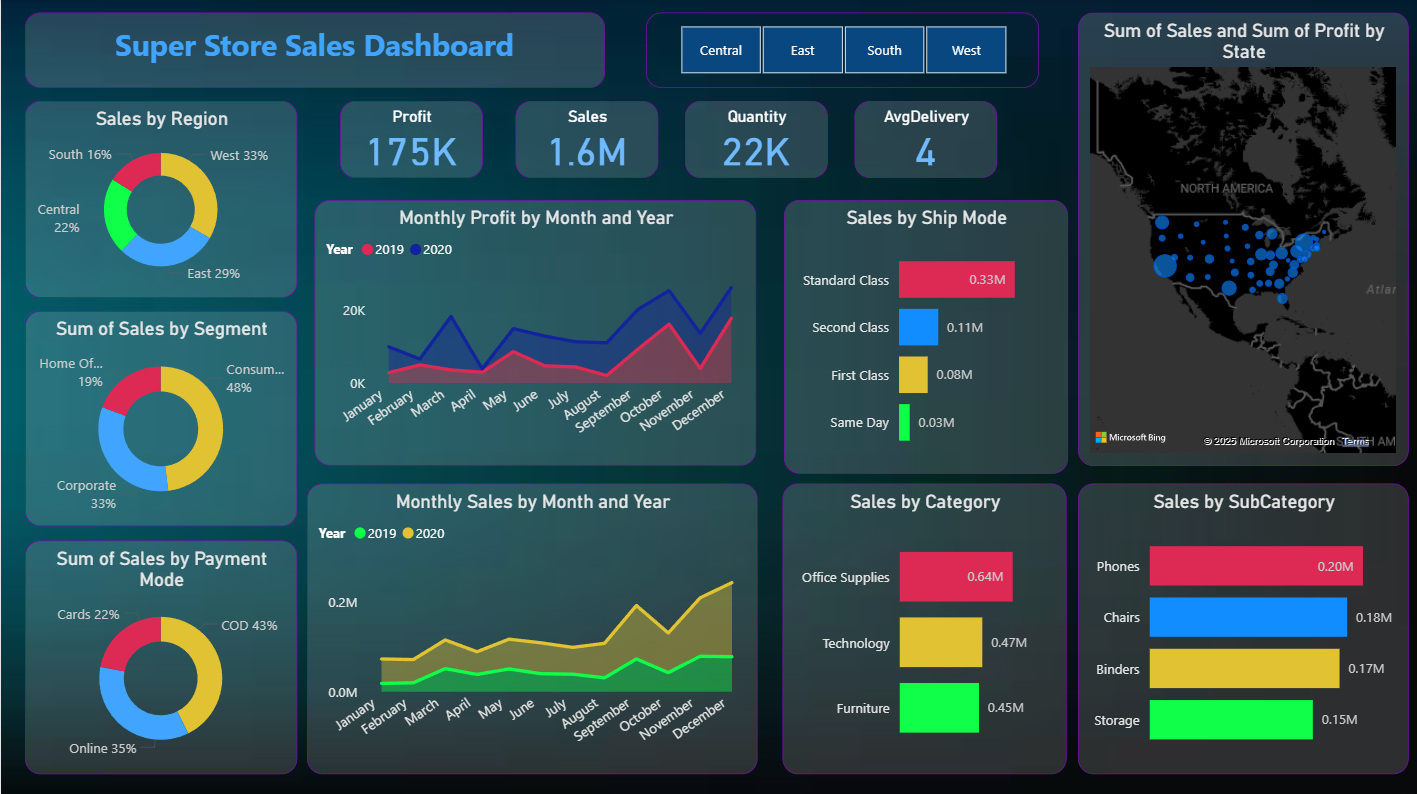 Super Store Sales Dashboard
Central
East
South
West
Sum of Sales and Sum of Profit by
State
NORTH AMERICA
Atlan
Microsoft Bing
© 2025 Microsoft Corporation Terms
SOUTH AM
Sales by Region
South 16%
West 33%
Central
22%
East 29%
Profit
175K
Sales
1.6M
Quantity
22K
AvgDelivery
4
Monthly Profit by Month and Year
Year 2019 2020
20K
0K
January
February
March
April
May
June
July
August
September
October
November
December
Sales by Ship Mode
Standard Class
0.33M
Second Class
0.11M
First Class
0.08M
Same Day
0.03M
Sum of Sales by Segment
Home Of...
19%
Consum...
48%
Corporate
33%
Sum of Sales by Payment
Mode
Cards 22%
COD 43%
Online 35%
Monthly Sales by Month and Year
Year 2019 2020
0.2M
0.0M
January
February
March
April
May
June
July
August
September
October
November
December
Sales by Category
Office Supplies
0.64M
Technology
0.47M
Furniture
0.45M
Sales by SubCategory
Phones
0.20M
Chairs
0.18M
Binders
0.17M
Storage
0.15M